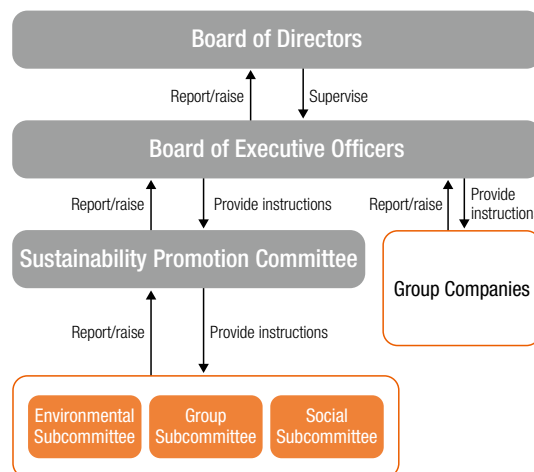 Board of Directors
Report/raise
Supervise
Board of Executive Officers
Report/raise
Provide instructions
Report/raise
Provide
instruction
Sustainability Promotion Committee
Group Companies
Report/raise
Provide instructions
Environmental
Subcommittee
Group
Subcommittee
Social
Subcommittee